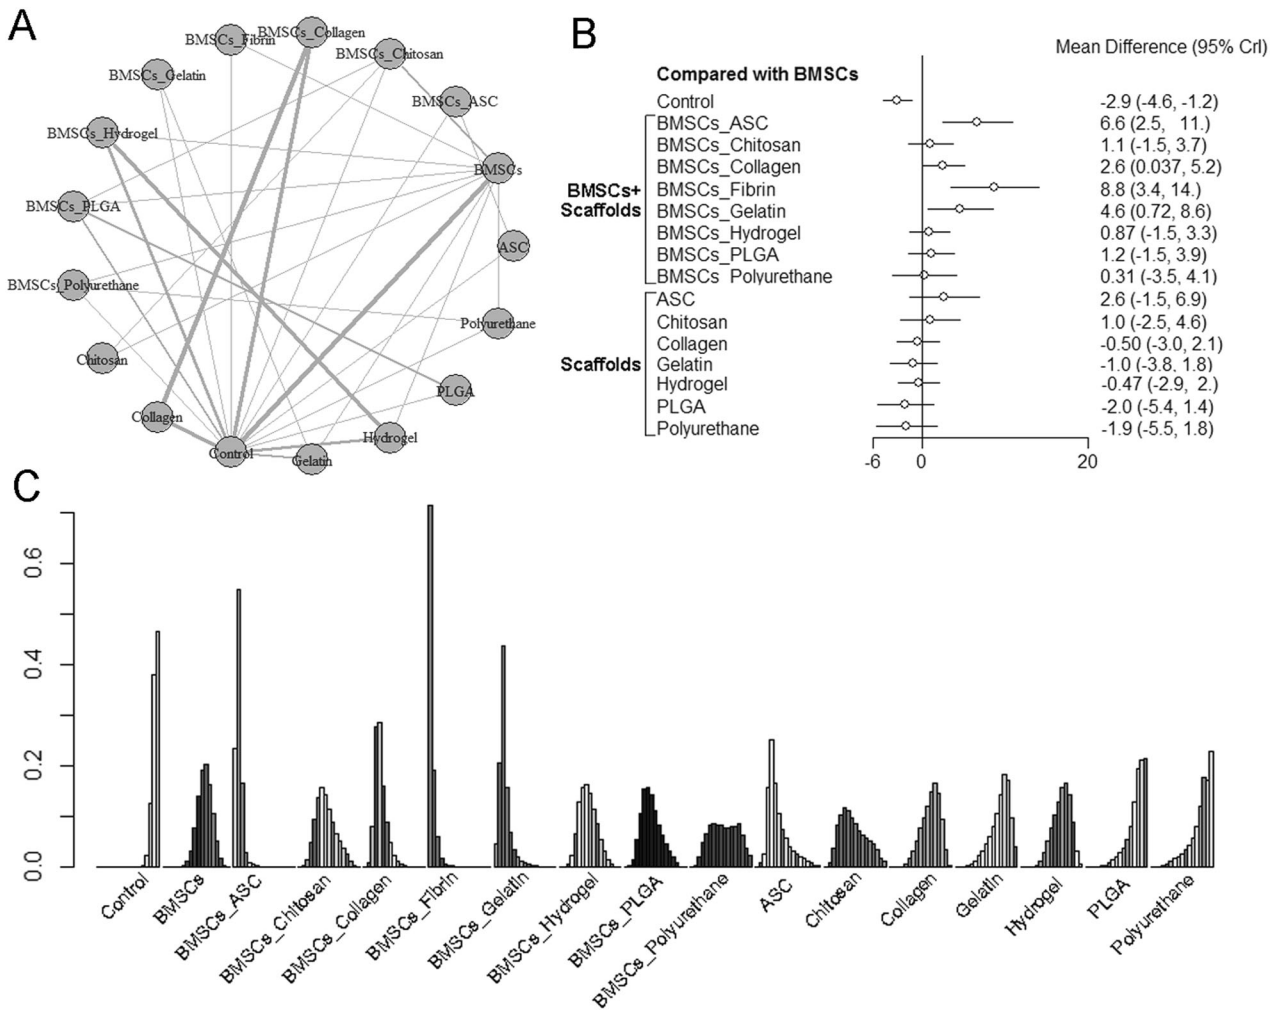 A
BMSCs_Fibrin
BMSCs_Collagen
BMSCs_Chitosan
BMSCs_Gelatin
BMSCs_ASC
BMSCs_Hydrogel
BMSCs
BMSCs_PLGA
ASC
BMSCs_Polyurethane
Polyurethane
Chitosan
PLGA
Collagen
Hydrogel
Control
Gelatin
B
Mean Difference (95% CrI)
Compared with BMSCs
Control -2.9 (-4.6, -1.2)
BMSCs+
Scaffolds
BMSCs_ASC 6.6 (2.5, 11.)
BMSCs_Chitosan 1.1 (-1.5, 3.7)
BMSCs_Collagen 2.6 (0.037, 5.2)
BMSCs_Fibrin 8.8 (3.4, 14.)
BMSCs_Gelatin 4.6 (0.72, 8.6)
BMSCs_Hydrogel 0.87 (-1.5, 3.3)
BMSCs_PLGA 1.2 (-1.5, 3.9)
BMSCs_Polyurethane 0.31 (-3.5, 4.1)
Scaffolds
ASC 2.6 (-1.5, 6.9)
Chitosan 1.0 (-2.5, 4.6)
Collagen -0.50 (-3.0, 2.1)
Gelatin -1.0 (-3.8, 1.8)
Hydrogel -0.47 (-2.9, 2.)
PLGA -2.0 (-5.4, 1.4)
Polyurethane -1.9 (-5.5, 1.8)
-6 0 20
C
0.6
0.4
0.2
0.0
Control
BMSCs
BMSCs_ASC
BMSCs_Chitosan
BMSCs_Collagen
BMSCs_Fibrin
BMSCs_Gelatin
BMSCs_Hydrogel
BMSCs_PLGA
BMSCs_Polyurethane
ASC
Chitosan
Collagen
Gelatin
Hydrogel
PLGA
Polyurethane